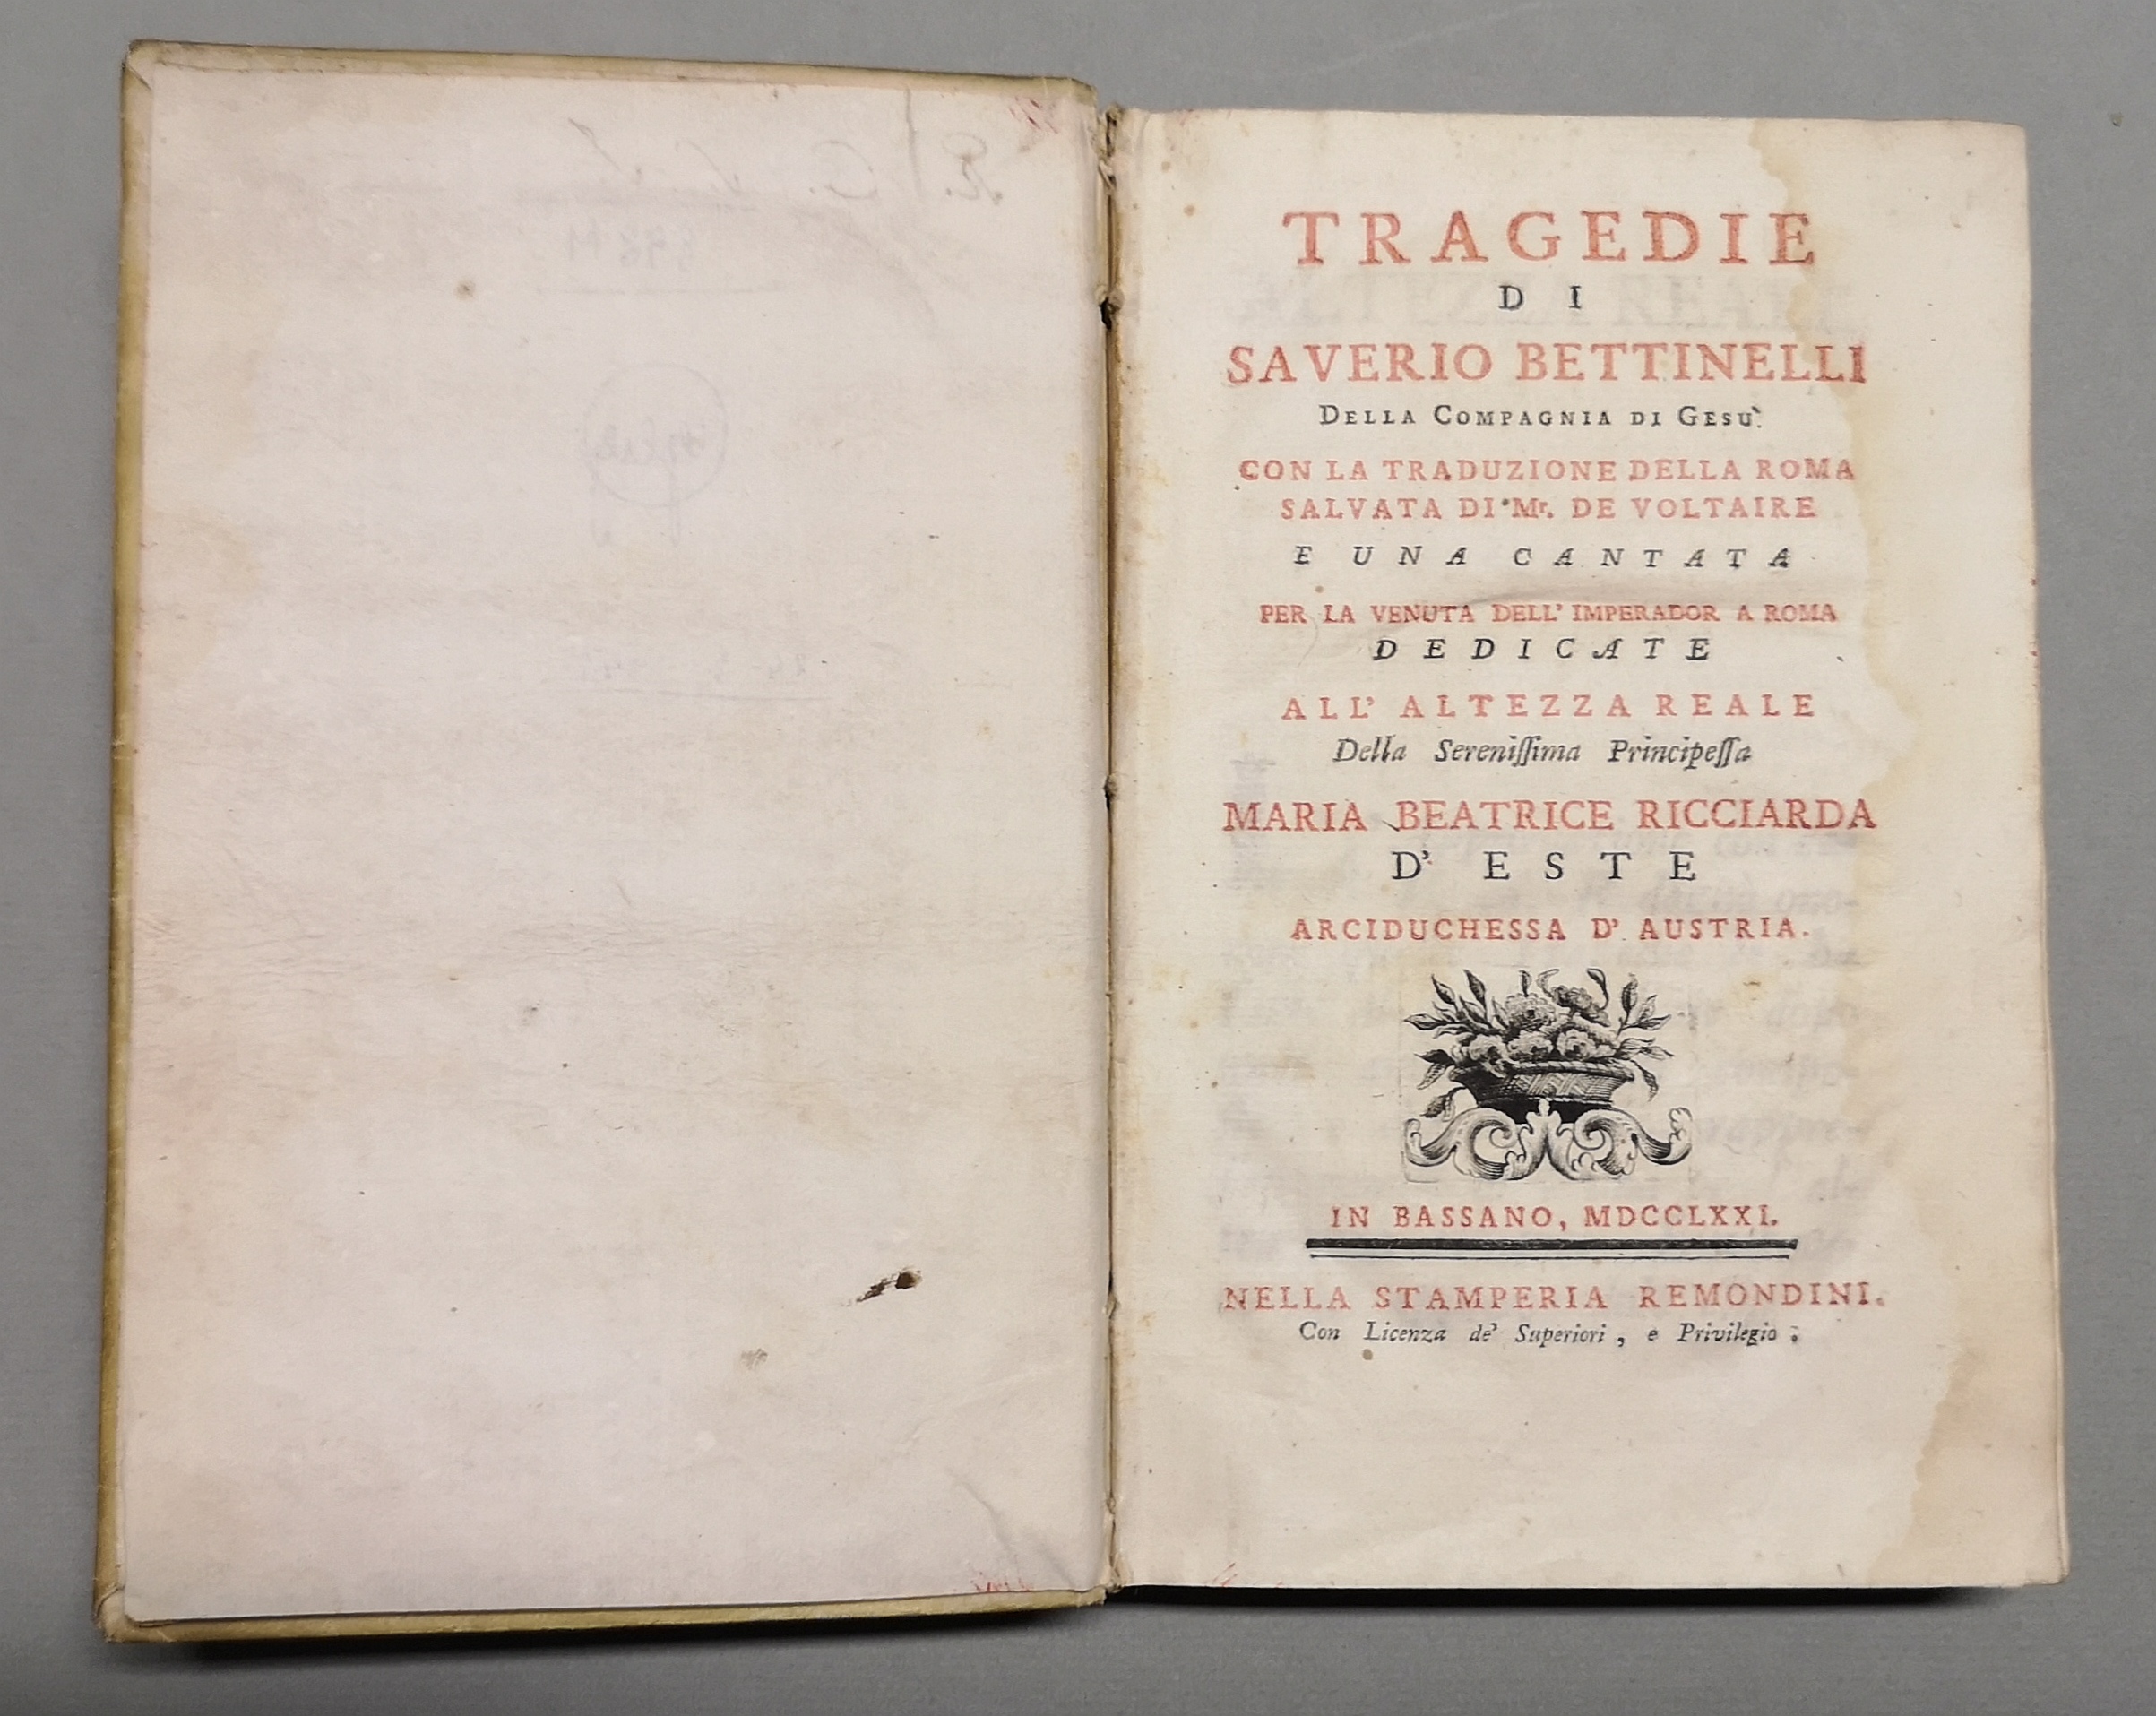 TRAGEDIE
DI
SAVERIO BETTINELLI
DELLA COMPAGNIA DI GESU'.
CON LA TRADUZIONE DELLA ROMA
SALVATA DI Mr. DE VOLTAIRE
E UNA CANTATA
PER LA VENUTA DELL' IMPERADOR A ROMA
DEDICATE
ALL' ALTEZZA REALE
Della Sereniſſima Principeſſa
MARIA BEATRICE RICCIARDA
D' ESTE
ARCIDUCHESSA D' AUSTRIA.
IN BASSANO, MDCCLXXI.
NELLA STAMPERIA REMONDINI.
Con Licenza de' Superiori, e Privilegio.